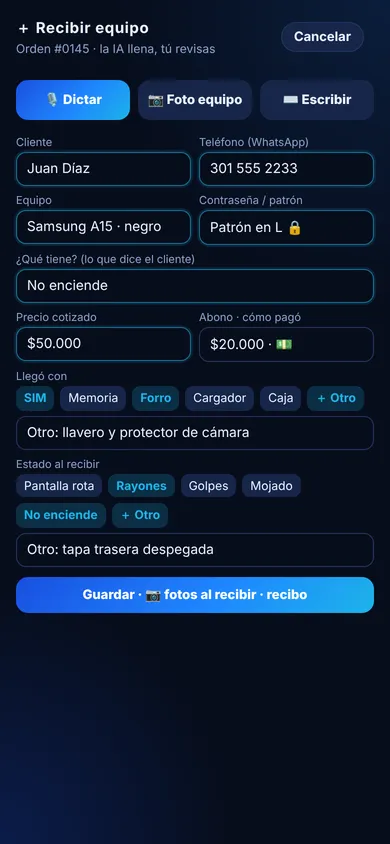 ＋ Recibir equipo
Cancelar
Orden #0145 · la IA llena, tú revisas
🎙️ Dictar
📷 Foto equipo
⌨️ Escribir
Cliente
Teléfono (WhatsApp)
Juan Díaz
301 555 2233
Equipo
Contraseña / patrón
Samsung A15 · negro
Patrón en L 🔒
¿Qué tiene? (lo que dice el cliente)
No enciende
Precio cotizado
Abono · cómo pagó
$50.000
$20.000 · 💵
Llegó con
SIM
Memoria
Forro
Cargador
Caja
＋ Otro
Otro: llavero y protector de cámara
Estado al recibir
Pantalla rota
Rayones
Golpes
Mojado
No enciende
＋ Otro
Otro: tapa trasera despegada
Guardar · 📷 fotos al recibir · recibo